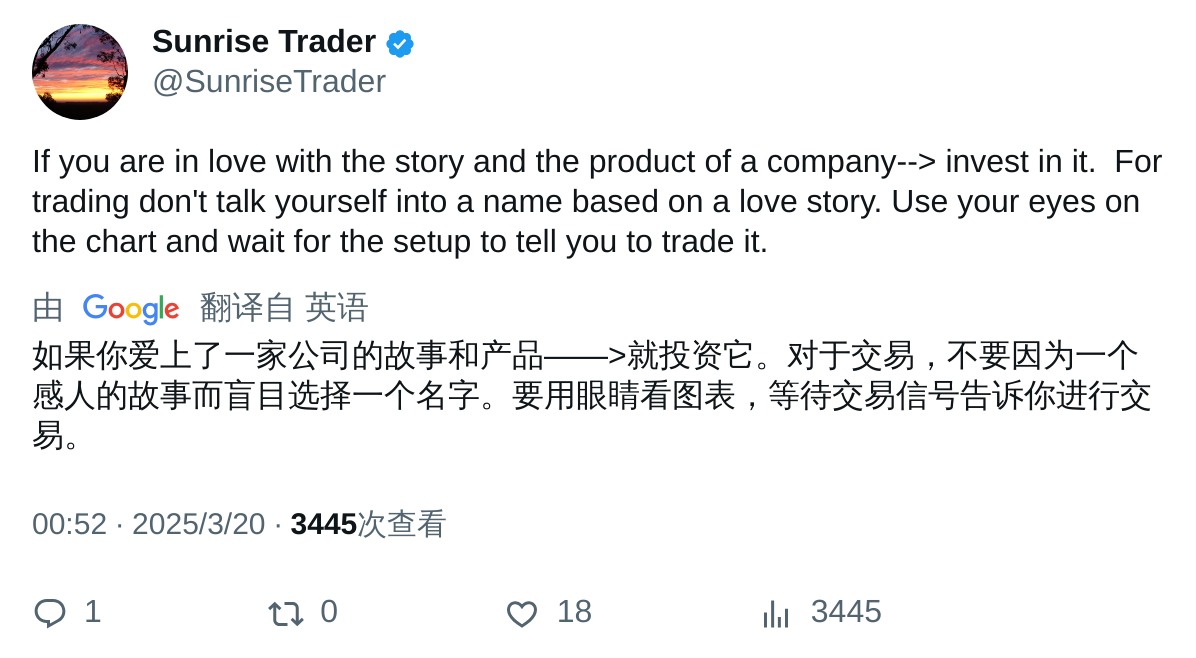 Sunrise Trader
@SunriseTrader
If you are in love with the story and the product of a company--> invest in it.  For
trading don't talk yourself into a name based on a love story. Use your eyes on
the chart and wait for the setup to tell you to trade it.
由 Google 翻译自 英语
如果你爱上了一家公司的故事和产品——>就投资它。对于交易，不要因为一个
感人的故事而盲目选择一个名字。要用眼睛看图表，等待交易信号告诉你进行交
易。
00:52 · 2025/3/20 · 3445次查看
1 0 18 3445